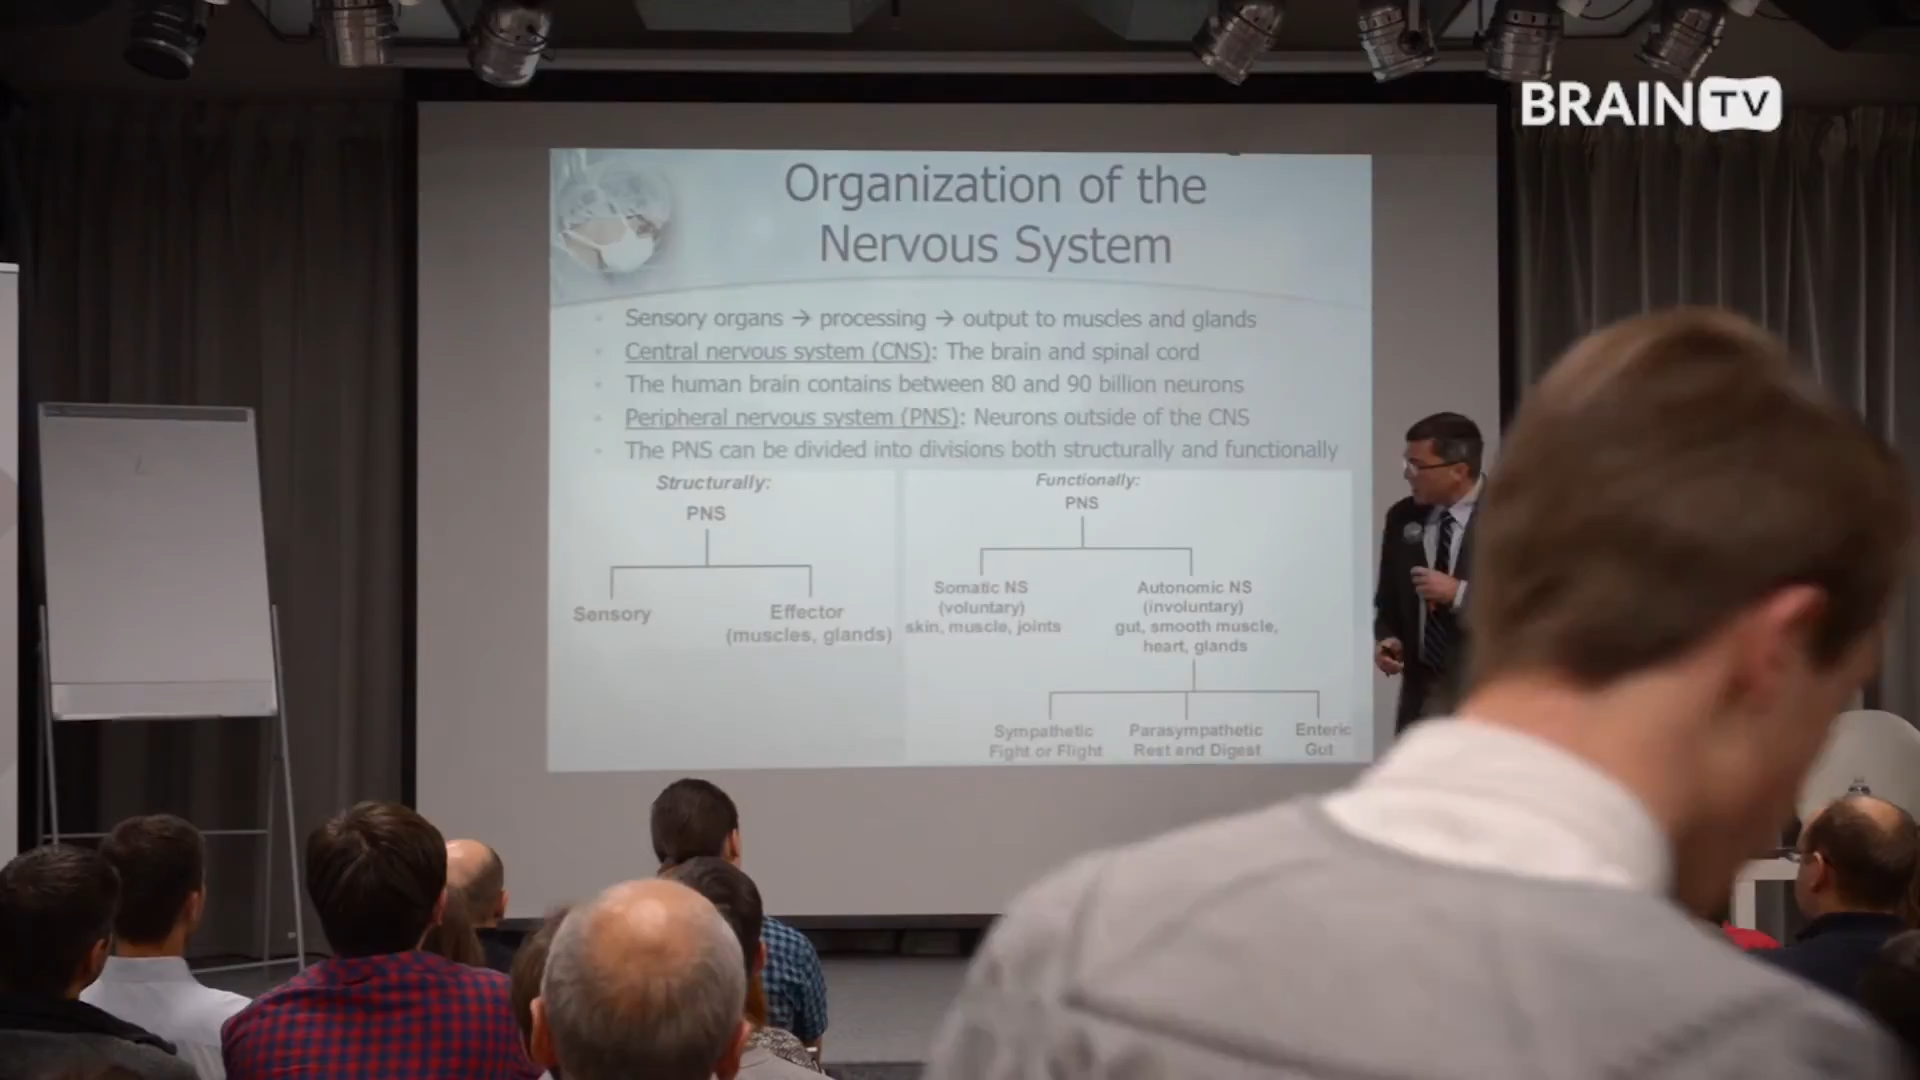 BRAIN TV
Organization of the
Nervous System
Sensory organs → processing → output to muscles and glands
Central nervous system (CNS): The brain and spinal cord
The human brain contains between 80 and 90 billion neurons
Peripheral nervous system (PNS): Neurons outside of the CNS
The PNS can be divided into divisions both structurally and functionally
Structurally:
PNS
Sensory
Effector
(muscles, glands)
Functionally:
PNS
Somatic NS
(voluntary)
skin, muscle, joints
Autonomic NS
(involuntary)
gut, smooth muscle,
heart, glands
Sympathetic
Fight or Flight
Parasympathetic
Rest and Digest
Enteric
Gut